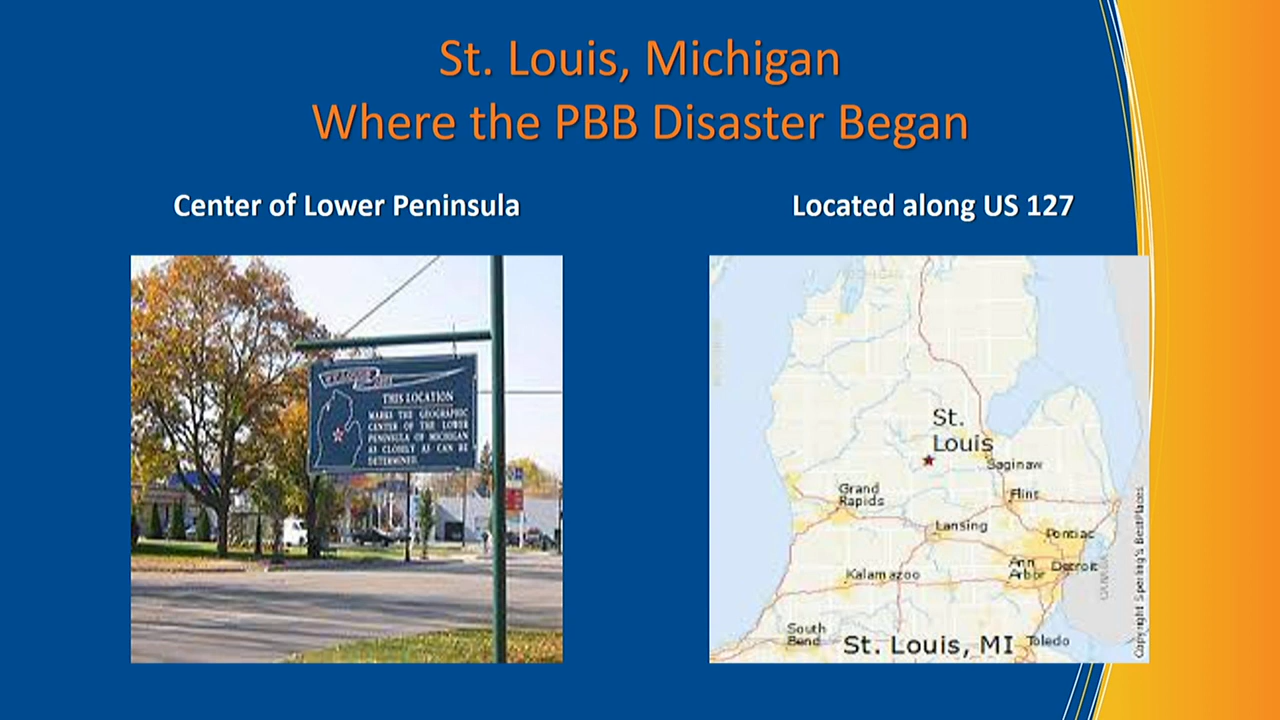 St. Louis, Michigan
Where the PBB Disaster Began
Center of Lower Peninsula
Located along US 127
THIS LOCATION
MARKS THE GEOGRAPHIC
CENTER OF THE LOWER
PENINSULA OF MICHIGAN
AS CLOSELY AS CAN BE
DETERMINED.
St.
Louis
Saginaw
Grand
Rapids
Flint
Lansing
Pontiac
Ann
Arbor
Detroit
Kalamazoo
CANADA
South
Bend
St. Louis, MI
Toledo
Copyright Sperling's BestPlaces